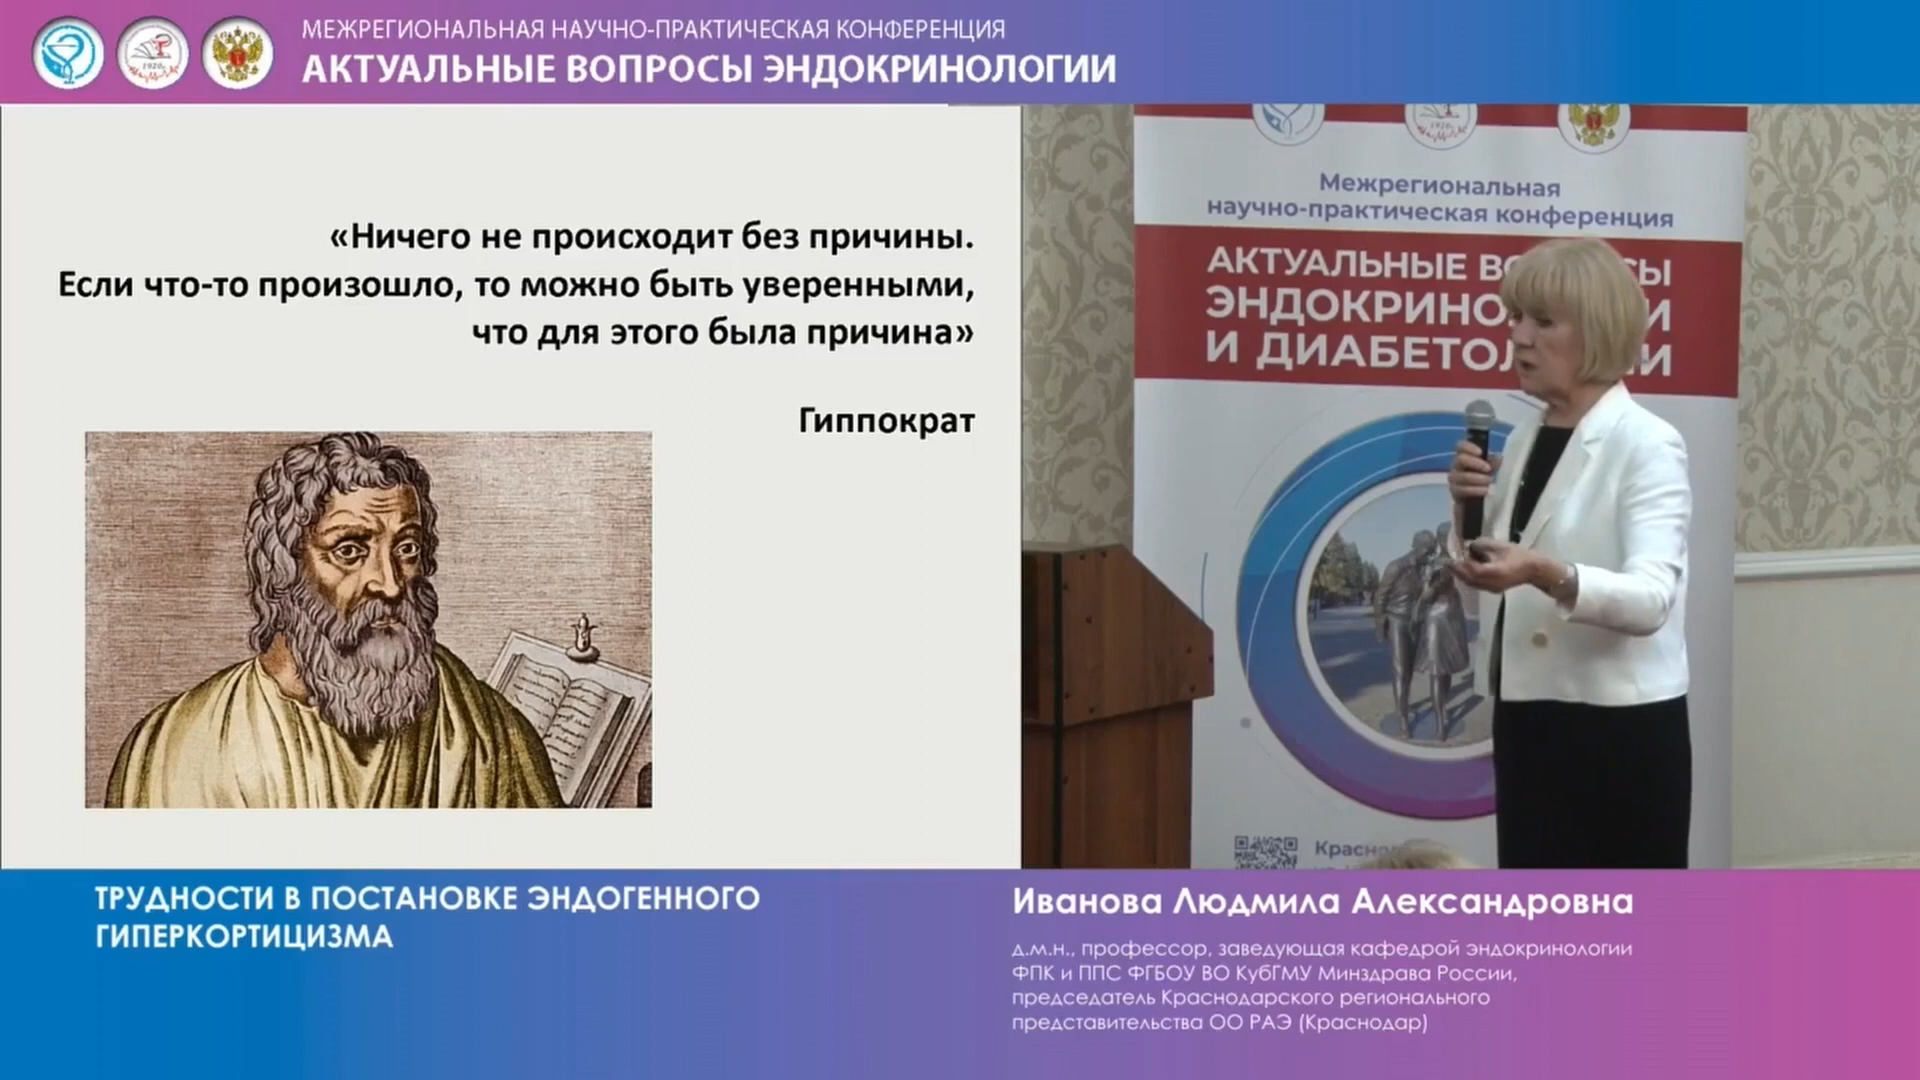 МЕЖРЕГИОНАЛЬНАЯ НАУЧНО-ПРАКТИЧЕСКАЯ КОНФЕРЕНЦИЯ
АКТУАЛЬНЫЕ ВОПРОСЫ ЭНДОКРИНОЛОГИИ
«Ничего не происходит без причины.
Если что-то произошло, то можно быть уверенными,
что для этого была причина»
Гиппократ
1920г.
Межрегиональная
научно-практическая конференция
АКТУАЛЬНЫЕ
И ДИАБЕТОЛ
ТРУДНОСТИ В ПОСТАНОВКЕ ЭНДОГЕННОГО
ГИПЕРКОРТИЦИЗМА
Иванова Людмила Александровна
д.м.н., профессор, заведующая кафедрой эндокринологии
ФПК и ППС ФГБОУ ВО КубГМУ Минздрава России,
председатель Краснодарского регионального
представительства ОО РАЭ (Краснодар)